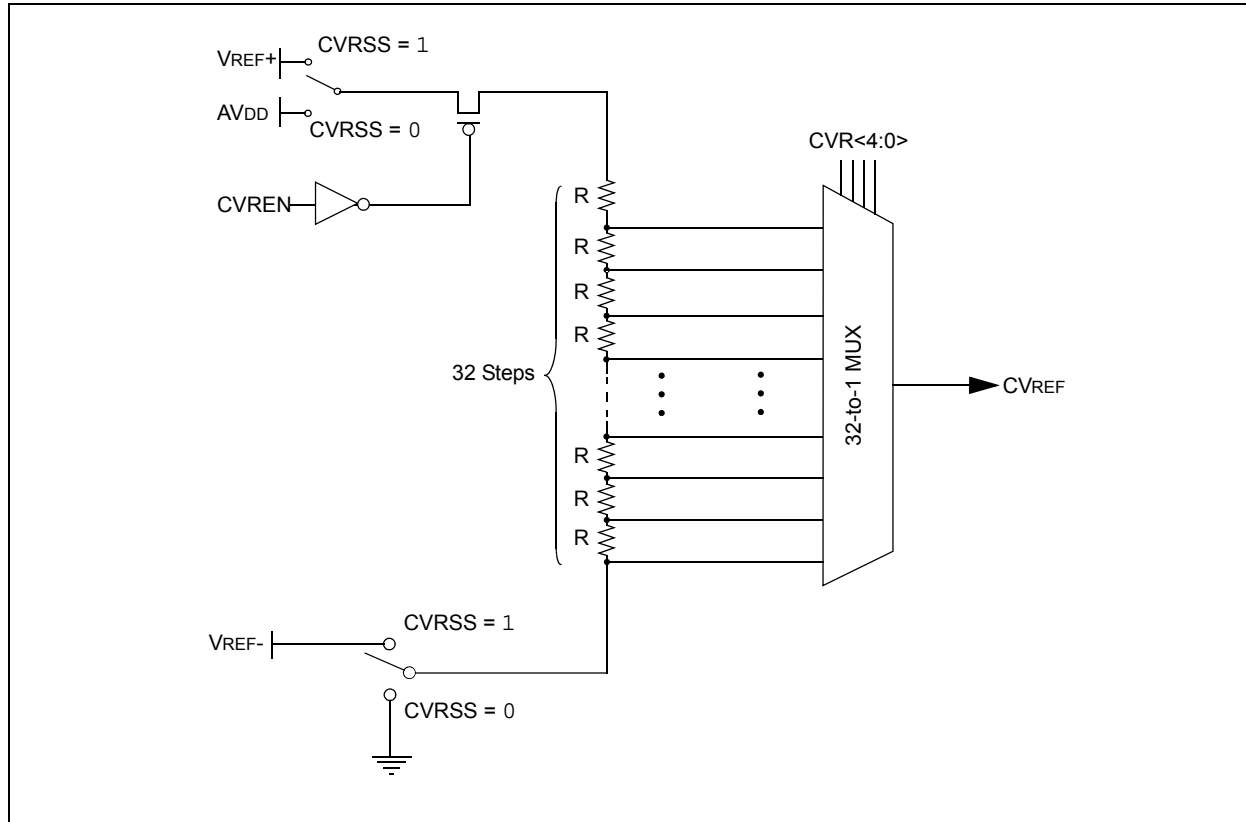 CVRSS = 1
VREF+
AVDD
CVRSS = 0
CVREN
CVR<4:0>
R
R
R
R
32 Steps
R
R
R
32-to-1 MUX
CVREF
CVRSS = 1
VREF-
CVRSS = 0